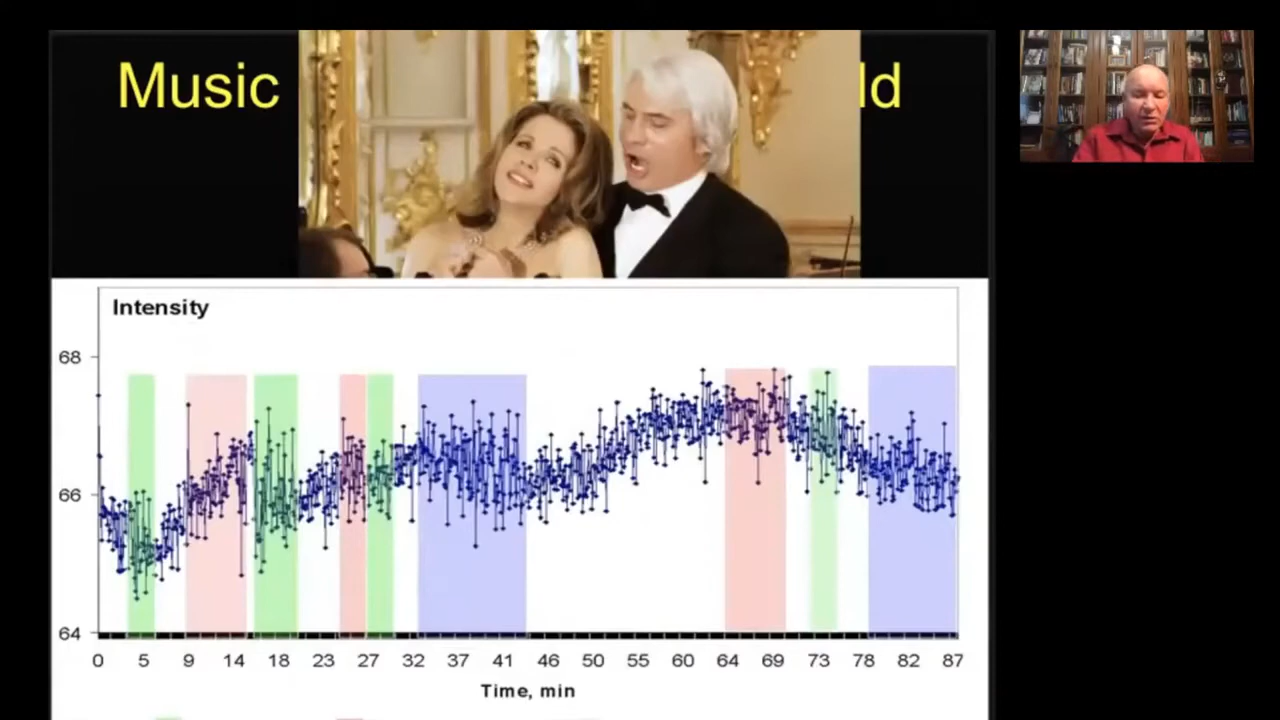 Music
ld
Intensity
68
66
64
0 5 9 14 18 23 27 32 37 41 46 50 55 60 64 69 73 78 82 87
Time, min